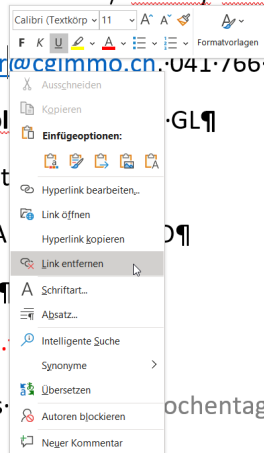 Calibri (Textkörp 11 A A
F K U A Formatvorlagen
r@cgimmo.ch,·041·766·
Ausschneiden
Kopieren
Einfügeoptionen:
·GL¶
Hyperlink bearbeiten...
Link öffnen
Hyperlink kopieren
Link entfernen
Schriftart...
¶
Absatz...
Intelligente Suche
Synonyme
Übersetzen
Autoren blockieren
ochentag
Neuer Kommentar